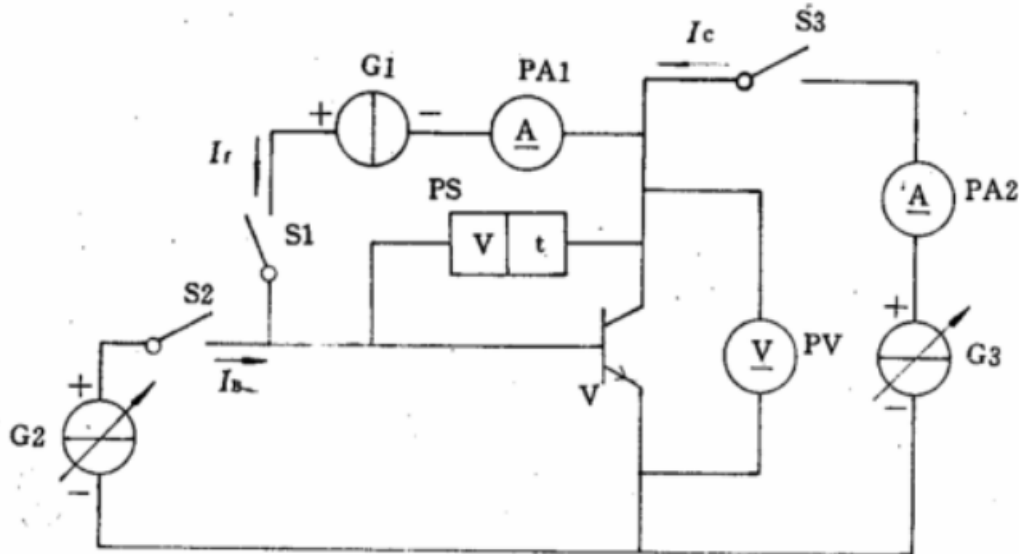 S3
Ic
G1
PA1
+
−
A
If
PS
'A
PA2
S1
V
t
S2
+
V
PV
G3
+
IB
V
−
G2
−